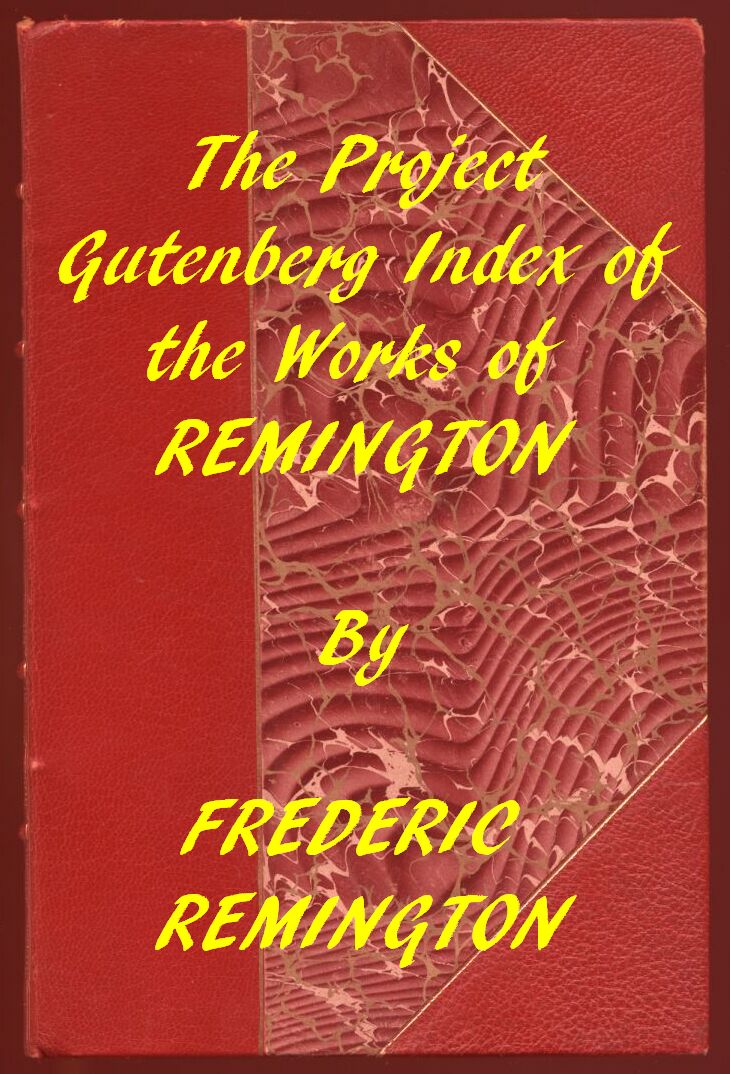 The Project
Gutenberg Index of
the Works of
REMINGTON
By
FREDERIC
REMINGTON